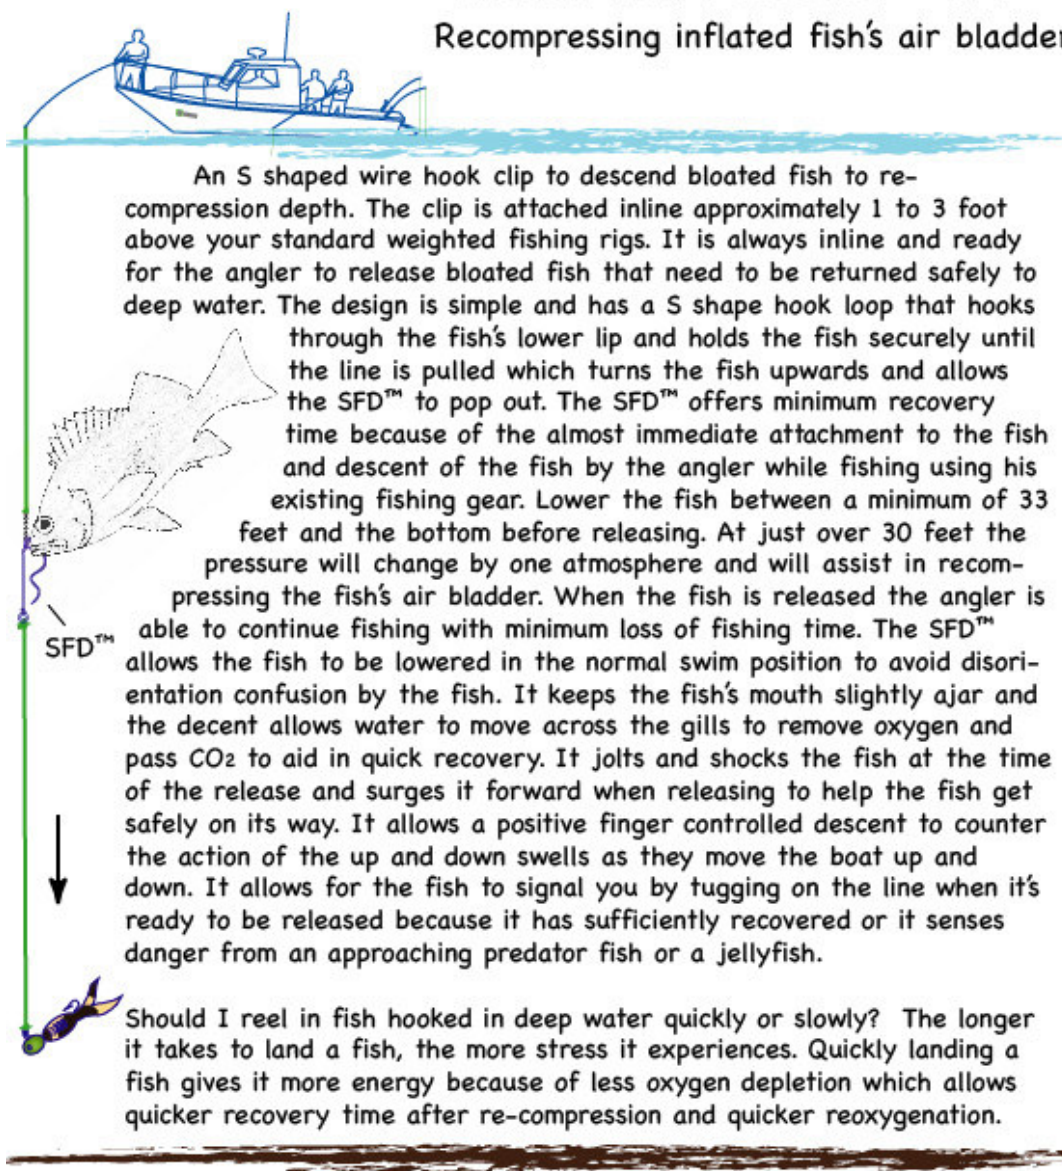 Recompressing inflated fish's air bladder
An S shaped wire hook clip to descend bloated fish to re-
compression depth. The clip is attached inline approximately 1 to 3 foot
above your standard weighted fishing rigs. It is always inline and ready
for the angler to release bloated fish that need to be returned safely to
deep water. The design is simple and has a S shape hook loop that hooks
through the fish's lower lip and holds the fish securely until
the line is pulled which turns the fish upwards and allows
the SFD™ to pop out. The SFD™ offers minimum recovery
time because of the almost immediate attachment to the fish
and descent of the fish by the angler while fishing using his
existing fishing gear. Lower the fish between a minimum of 33
feet and the bottom before releasing. At just over 30 feet the
pressure will change by one atmosphere and will assist in recom-
pressing the fish's air bladder. When the fish is released the angler is
able to continue fishing with minimum loss of fishing time. The SFD™
SFD™
allows the fish to be lowered in the normal swim position to avoid disori-
entation confusion by the fish. It keeps the fish's mouth slightly ajar and
the decent allows water to move across the gills to remove oxygen and
pass CO2 to aid in quick recovery. It jolts and shocks the fish at the time
of the release and surges it forward when releasing to help the fish get
safely on its way. It allows a positive finger controlled descent to counter
the action of the up and down swells as they move the boat up and
down. It allows for the fish to signal you by tugging on the line when it's
ready to be released because it has sufficiently recovered or it senses
danger from an approaching predator fish or a jellyfish.
Should I reel in fish hooked in deep water quickly or slowly? The longer
it takes to land a fish, the more stress it experiences. Quickly landing a
fish gives it more energy because of less oxygen depletion which allows
quicker recovery time after re-compression and quicker reoxygenation.